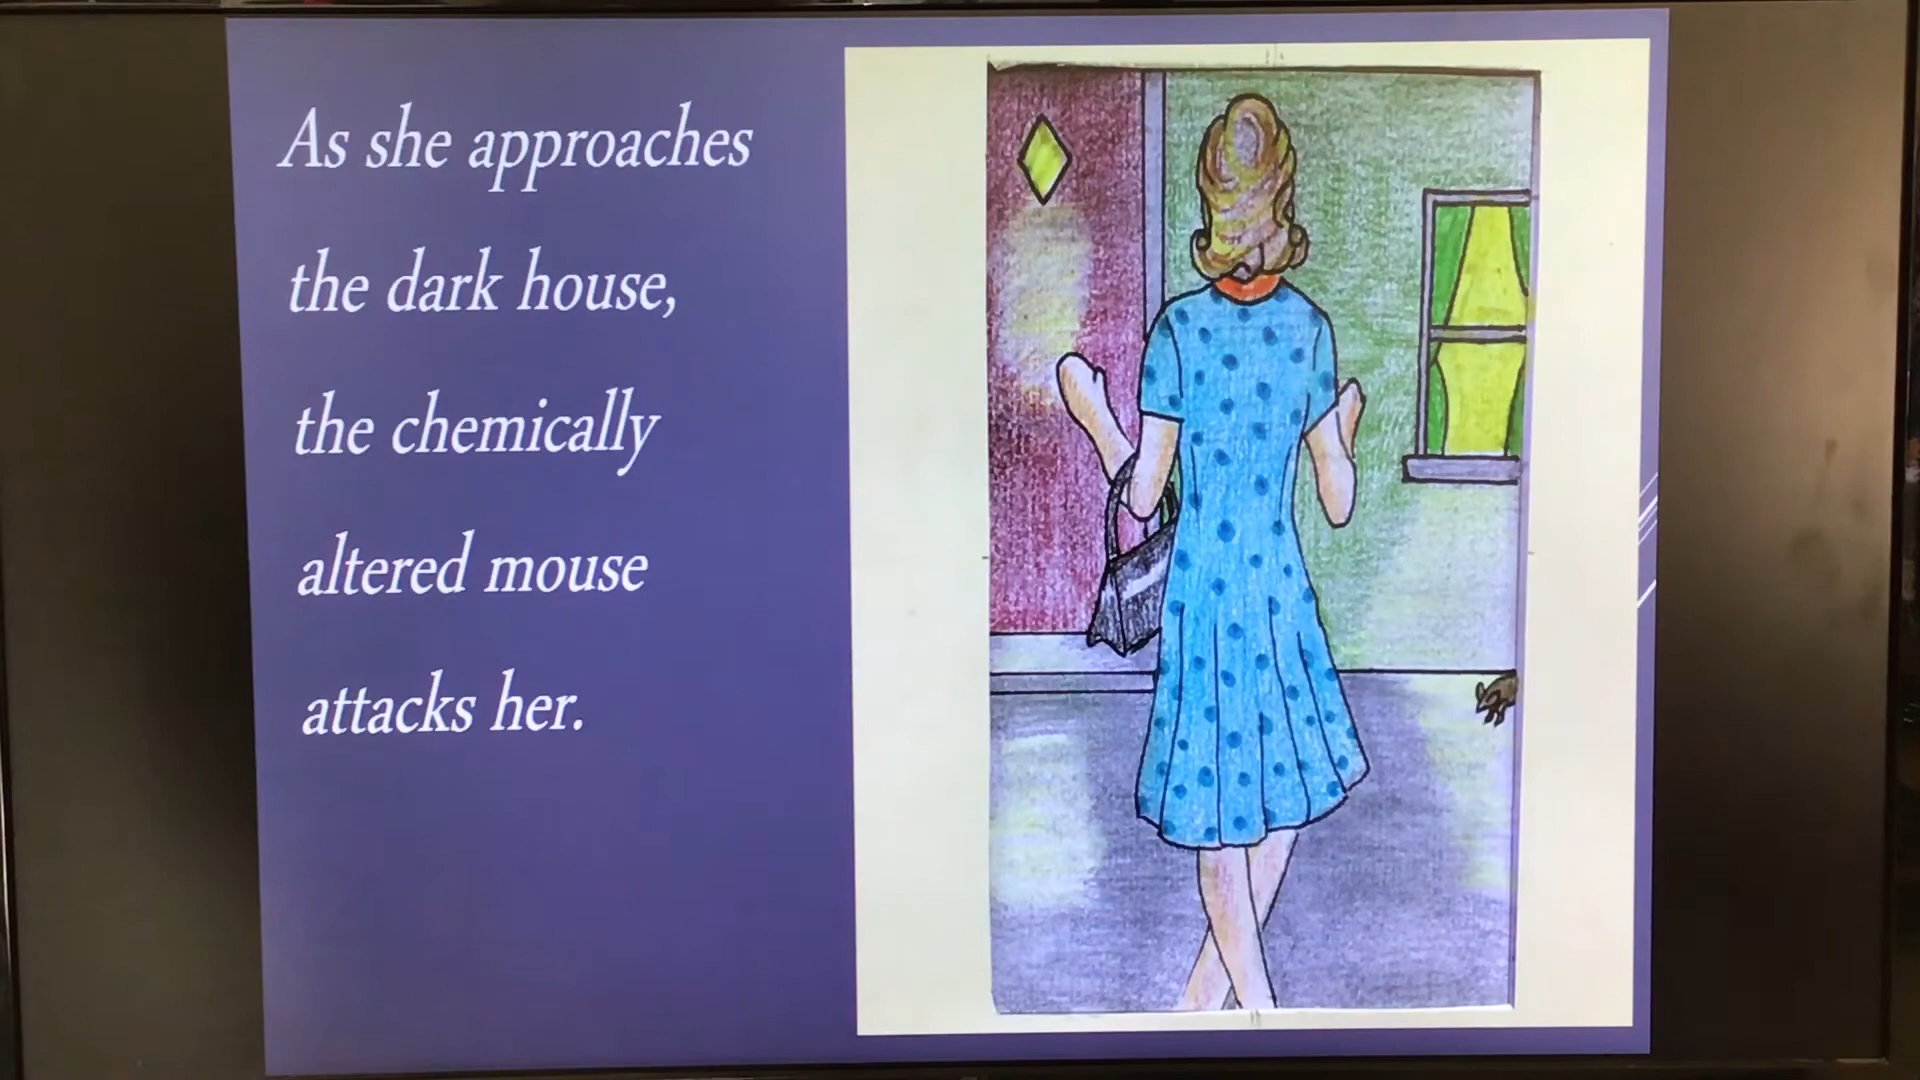 As she approaches
the dark house,
the chemically
altered mouse
attacks her.